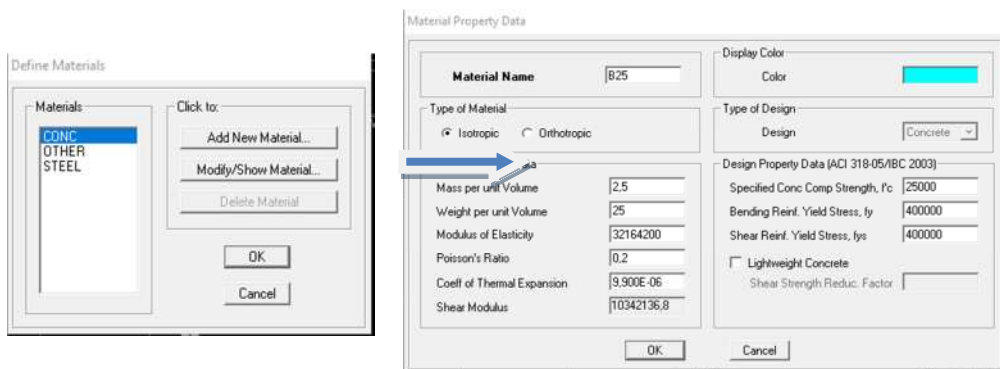 Define Materials
Materials
CONC
OTHER
STEEL
Click to:
Add New Material...
Modify/Show Material...
Delete Material
OK
Cancel
Material Property Data
Material Name B25
Display Color
Color
Type of Material
Isotropic Orthotropic
Type of Design
Design Concrete
Mass per unit Volume 2,5
Weight per unit Volume 25
Modulus of Elasticity 32164200
Poisson's Ratio 0,2
Coeff of Thermal Expansion 9,900E-06
Shear Modulus 10342136,8
Design Property Data (ACI 318-05/IBC 2003)
Specified Conc Comp Strength, f'c 25000
Bending Reinf. Yield Stress, fy 400000
Shear Reinf. Yield Stress, fys 400000
Lightweight Concrete
Shear Strength Reduc. Factor
OK
Cancel